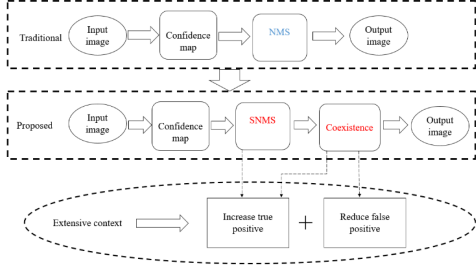 Traditional
Input
image
Confidence
map
NMS
Output
image
Proposed
Input
image
Confidence
map
SNMS
Coexistence
Output
image
Extensive context
Increase true
positive
+
Reduce false
positive